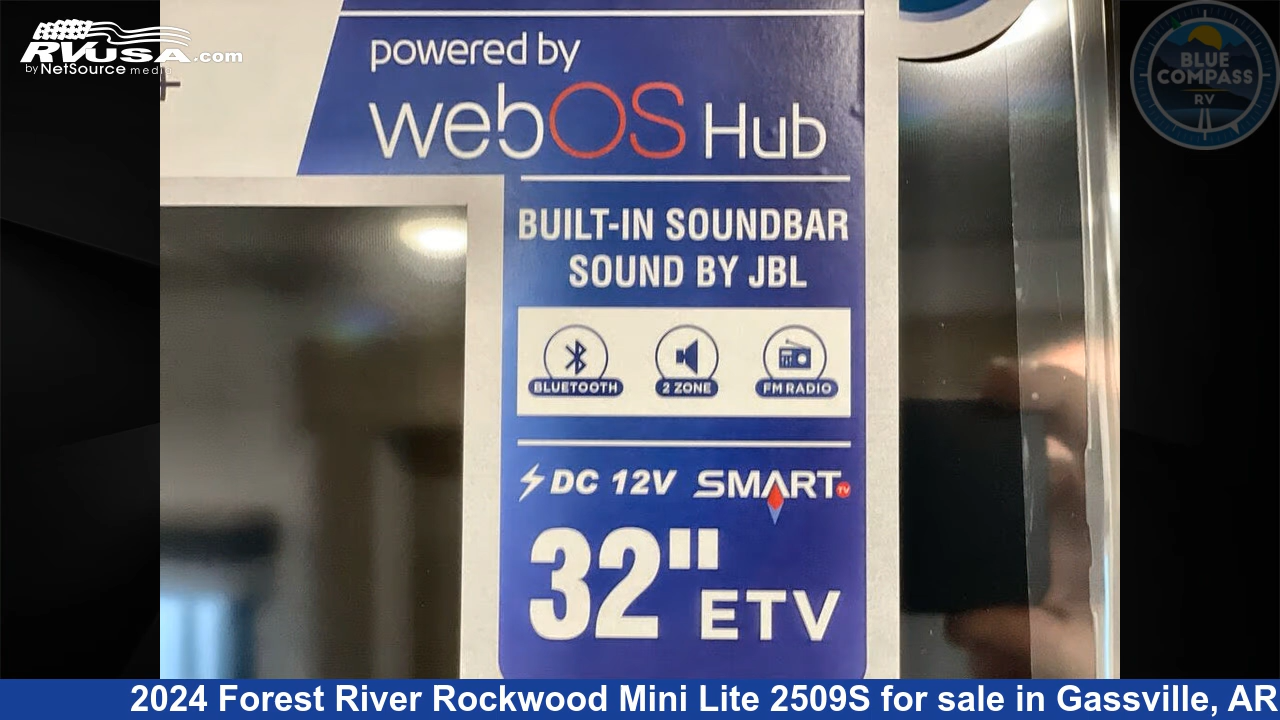 RVUSA.com
by NetSource media
powered by
webOS Hub
BUILT-IN SOUNDBAR
SOUND BY JBL
BLUETOOTH
2 ZONE
FM RADIO
DC 12V SMART TV
32" ETV
BLUE
COMPASS
RV
2024 Forest River Rockwood Mini Lite 2509S for sale in Gassville, AR